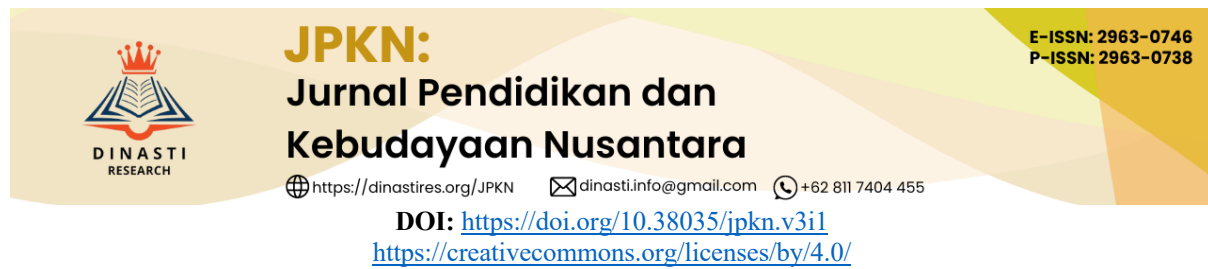 DINASTI
RESEARCH
JPKN:
Jurnal Pendidikan dan
Kebudayaan Nusantara
https://dinastires.org/JPKN dinasti.info@gmail.com +62 811 7404 455
E-ISSN: 2963-0746
P-ISSN: 2963-0738
DOI: https://doi.org/10.38035/jpkn.v3i1
https://creativecommons.org/licenses/by/4.0/